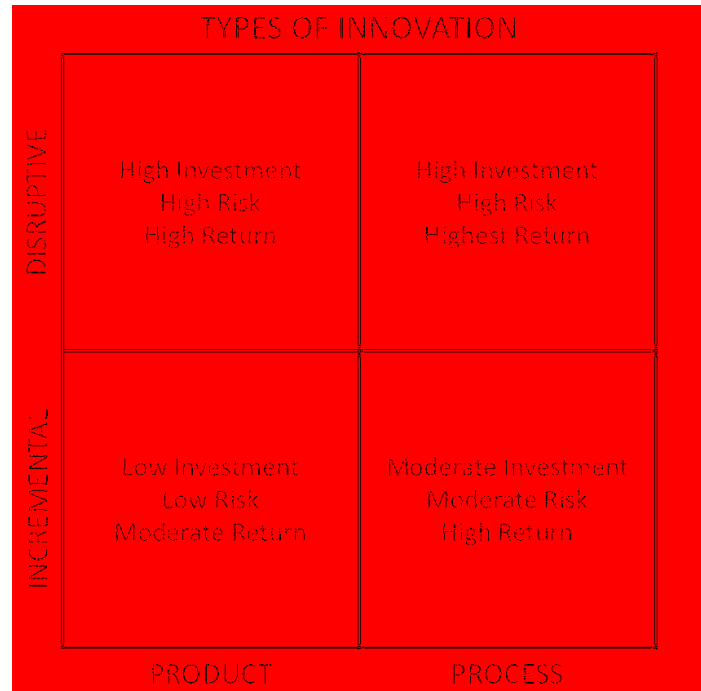 TYPES OF INNOVATION
DISRUPTIVE
High Investment
High Risk
High Return
High Investment
High Risk
Highest Return
INCREMENTAL
Low Investment
Low Risk
Moderate Return
Moderate Investment
Moderate Risk
High Return
PRODUCT
PROCESS